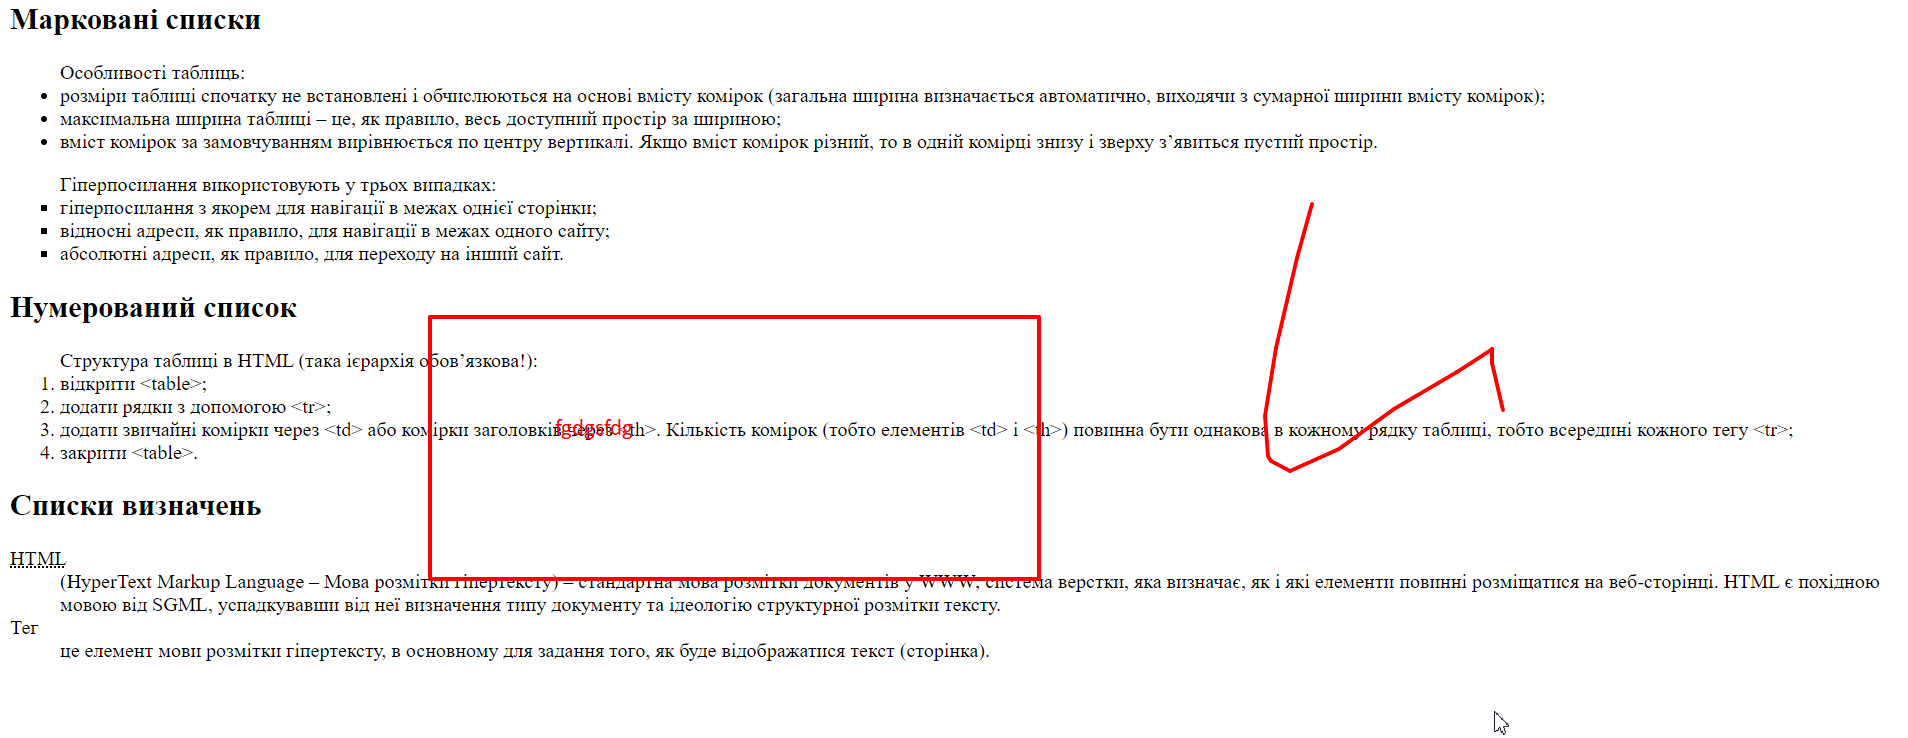 Марковані списки
Особливості таблиць:
розміри таблиці спочатку не встановлені і обчислюються на основі вмісту комірок (загальна ширина визначається автоматично, виходячи з сумарної ширини вмісту комірок);
максимальна ширина таблиці – це, як правило, весь доступний простір за шириною;
вміст комірок за замовчуванням вирівнюється по центру вертикалі. Якщо вміст комірок різний, то в одній комірці знизу і зверху з’явиться пустий простір.
Гіперпосилання використовують у трьох випадках:
гіперпосилання з якорем для навігації в межах однієї сторінки;
відносні адреси, як правило, для навігації в межах одного сайту;
абсолютні адреси, як правило, для переходу на інший сайт.
Нумерований список
Структура таблиці в HTML (така ієрархія обов’язкова!):
1. відкрити <table>;
2. додати рядки з допомогою <tr>;
3. додати звичайні комірки через <td> або комірки заголовків через <th>. Кількість комірок (тобто елементів <td> і <th>) повинна бути однакова в кожному рядку таблиці, тобто всередині кожного тегу <tr>;
fgdgsfdg
4. закрити <table>.
Списки визначень
HTML
(HyperText Markup Language – Мова розмітки гіпертексту) – стандартна мова розмітки документів у WWW, система верстки, яка визначає, як і які елементи повинні розміщатися на веб-сторінці. HTML є похідною
мовою від SGML, успадкувавши від неї визначення типу документу та ідеологію структурної розмітки тексту.
Тег
це елемент мови розмітки гіпертексту, в основному для задання того, як буде відображатися текст (сторінка).